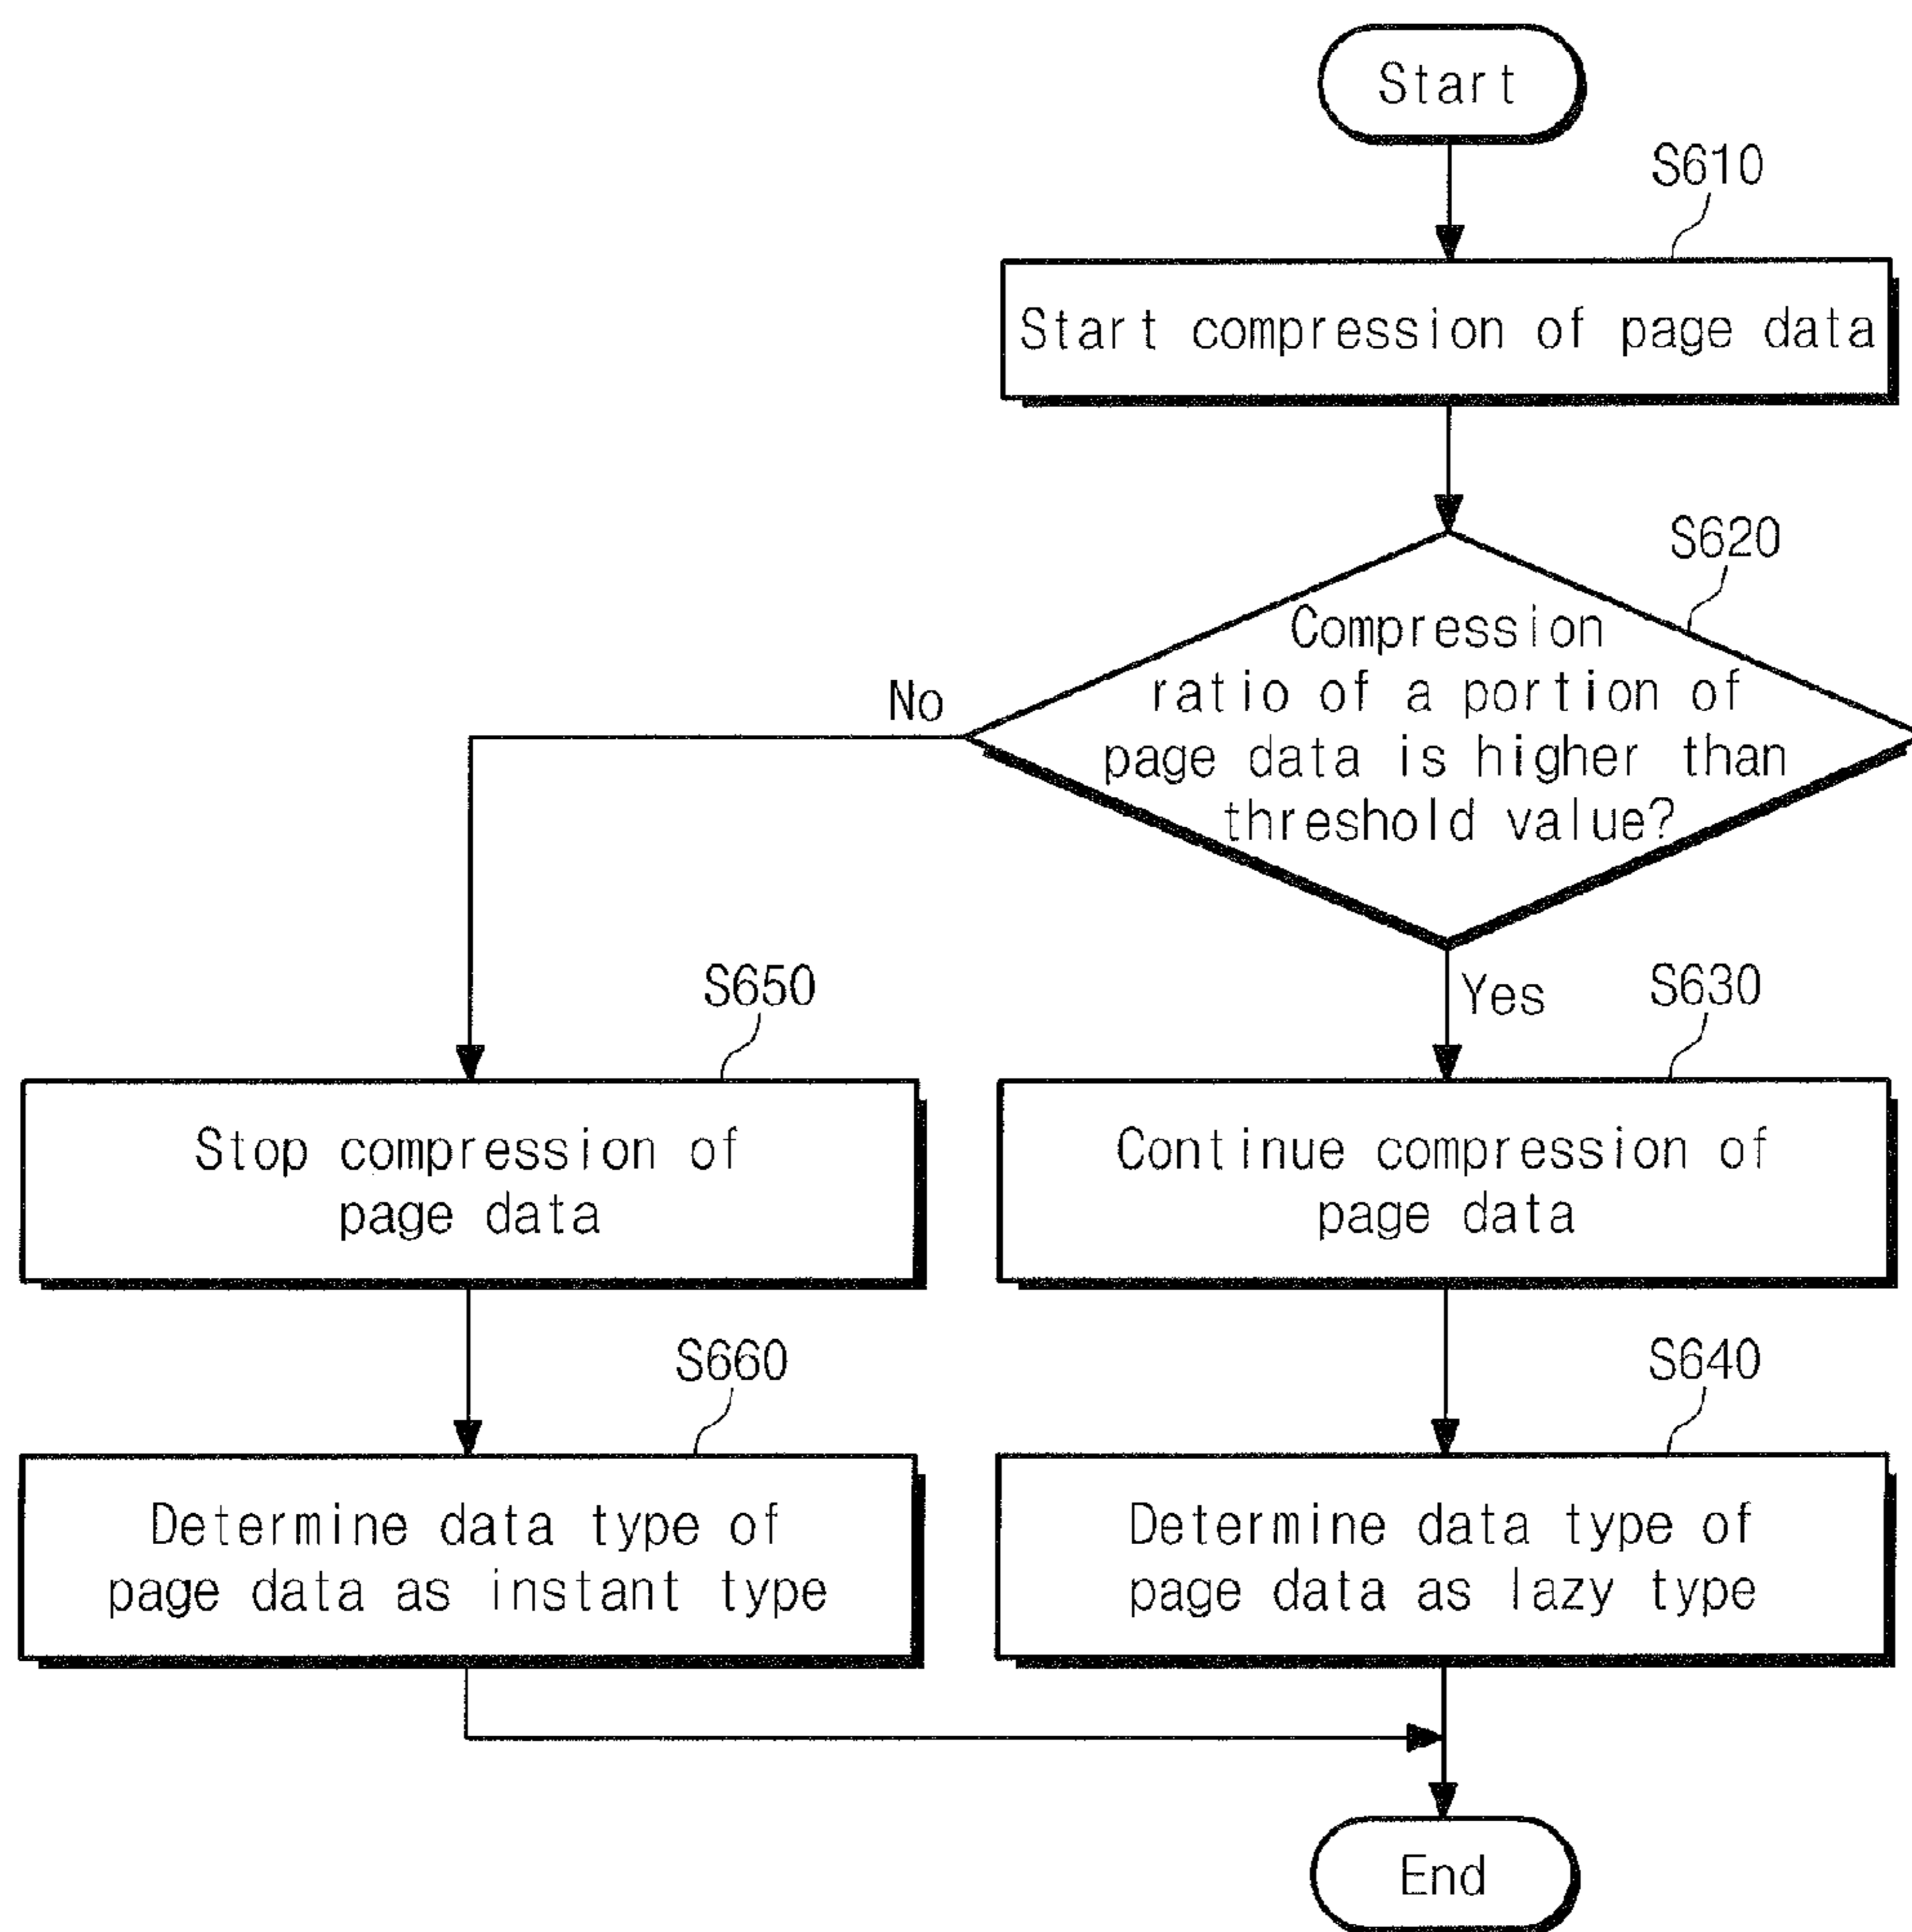 Start
S610
Start compression of page data
S620
Compression
ratio of a portion of
page data is higher than
threshold value?
No
Yes
S650
S630
Stop compression of
page data
Continue compression of
page data
S660
S640
Determine data type of
page data as instant type
Determine data type of
page data as lazy type
End